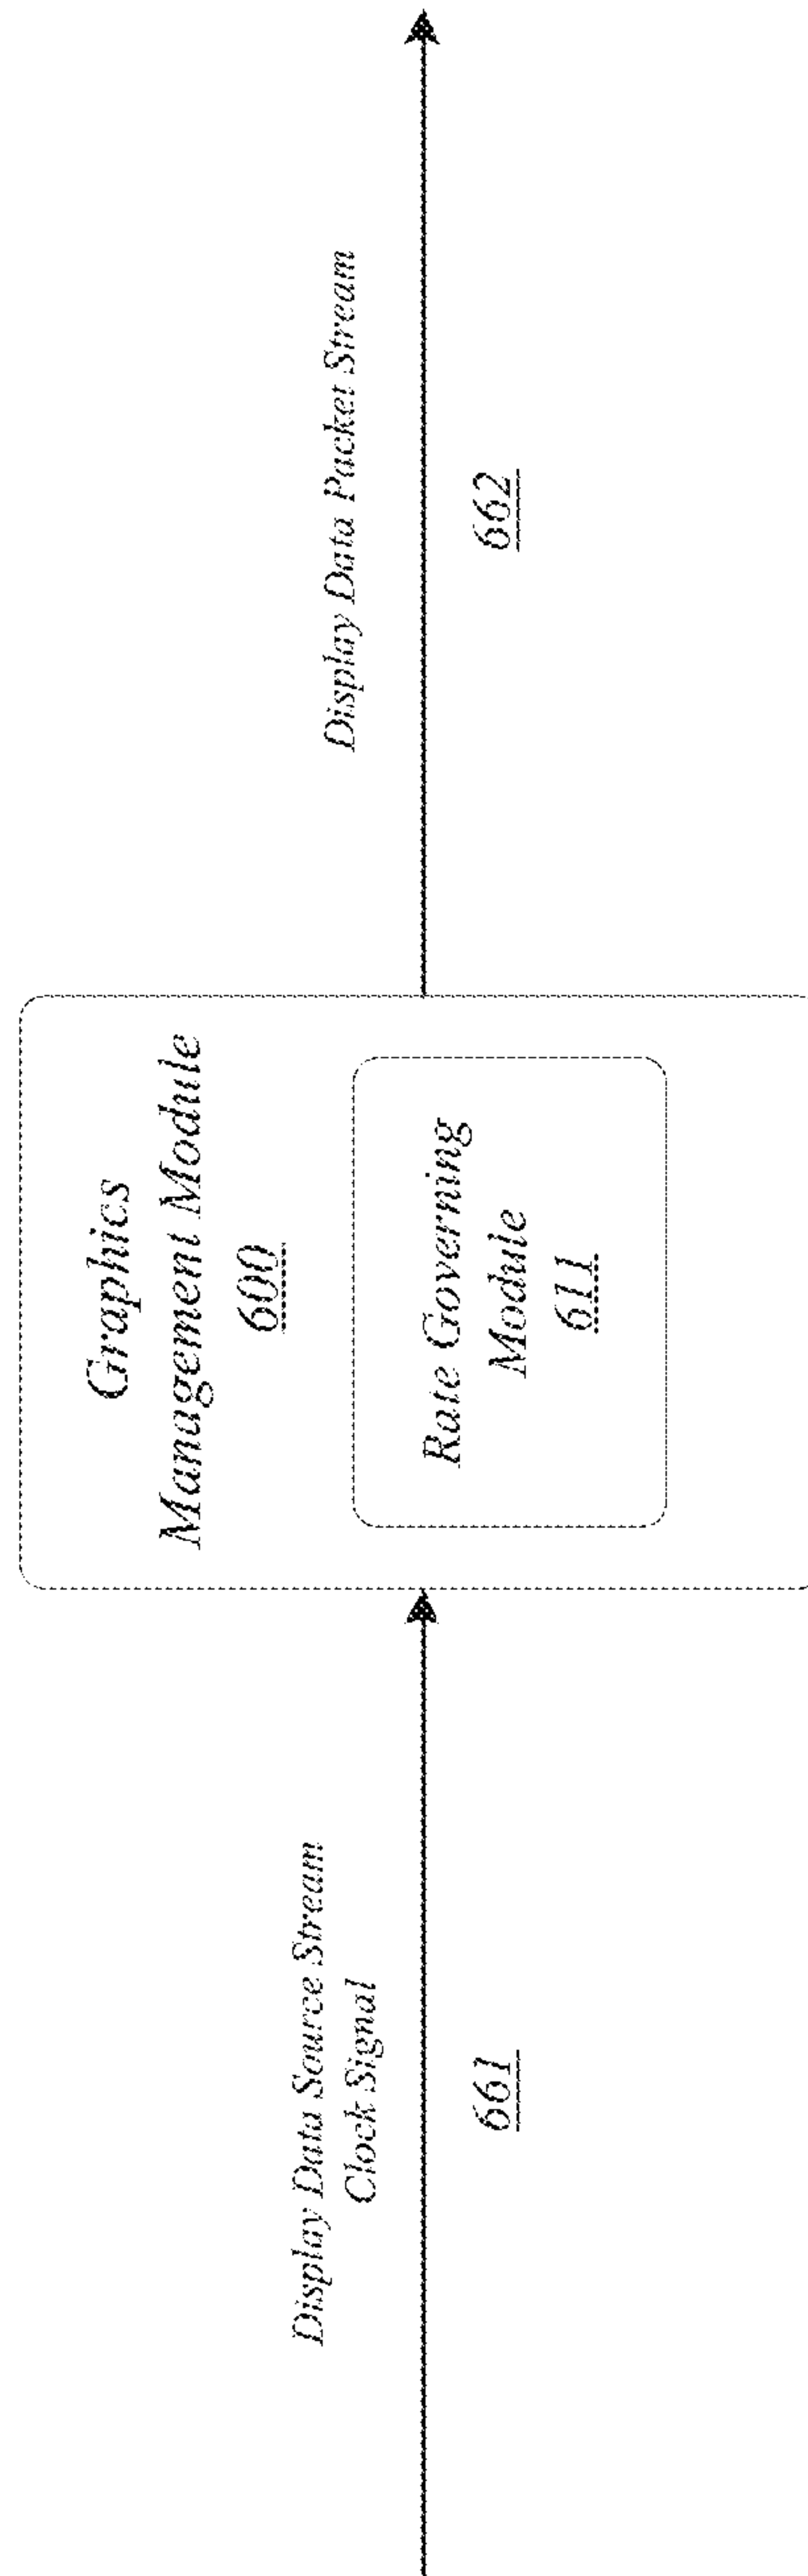 Display Data Source Stream
Clock Signal
661
Graphics
Management Module
600
Rate Governing
Module
611
Display Data Packet Stream
662